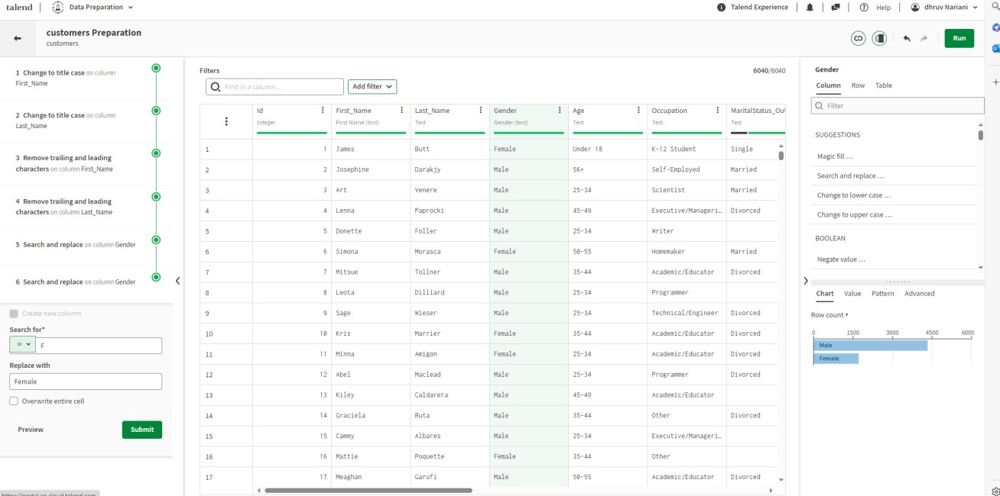 talend Data Preparation Talend Experience Help dhruv Nariani
customers Preparation
customers
Run
1 Change to title case on column
First_Name
2 Change to title case on column
Last_Name
3 Remove trailing and leading
characters on column First_Name
4 Remove trailing and leading
characters on column Last_Name
5 Search and replace on column Gender
6 Search and replace on column Gender
Create new column
Search for*
= F
Replace with
Female
Overwrite entire cell
Preview Submit
Filters 6040/6040
Find in a column... Add filter
Id First_Name Last_Name Gender Age Occupation MaritalStatus_Out
Integer First Name (text) Text Gender (text) Text Text Text
1 1 James Butt Female Under 18 K-12 Student Single
2 2 Josephine Darakjy Male 56+ Self-Employed Married
3 3 Art Venere Male 25-34 Scientist Married
4 4 Lenna Paprocki Male 45-49 Executive/Manageri… Divorced
5 5 Donette Foller Male 25-34 Writer
6 6 Simona Morasca Female 50-55 Homemaker Married
7 7 Mitsue Tollner Male 35-44 Academic/Educator Divorced
8 8 Leota Dilliard Male 25-34 Programmer
9 9 Sage Wieser Male 25-34 Technical/Engineer Divorced
10 10 Kris Marrier Female 35-44 Academic/Educator Divorced
11 11 Minna Amigon Female 25-34 Academic/Educator Divorced
12 12 Abel Maclead Male 25-34 Programmer Divorced
13 13 Kiley Caldarera Male 45-49 Academic/Educator
14 14 Graciela Ruta Male 35-44 Other Divorced
15 15 Cammy Albares Male 25-34 Executive/Manageri…
16 16 Mattie Poquette Female 35-44 Other
17 17 Meaghan Garufi Male 50-55 Academic/Educator Divorced
Gender
Column Row Table
Filter
SUGGESTIONS
Magic fill ...
Search and replace ...
Change to lower case ...
Change to upper case ...
BOOLEAN
Negate value ...
Chart Value Pattern Advanced
Row count
0 1500 3000 4500 6000
Male
Female